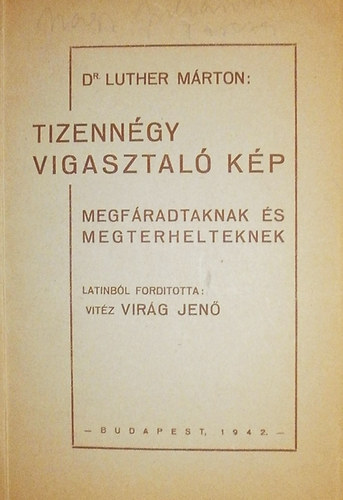 DR. LUTHER MÁRTON:
TIZENNÉGY
VIGASZTALÓ KÉP
MEGFÁRADTAKNAK ÉS
MEGTERHELTEKNEK
LATINBÓL FORDITOTTA:
VITÉZ VIRÁG JENŐ
– BUDAPEST, 1942. –